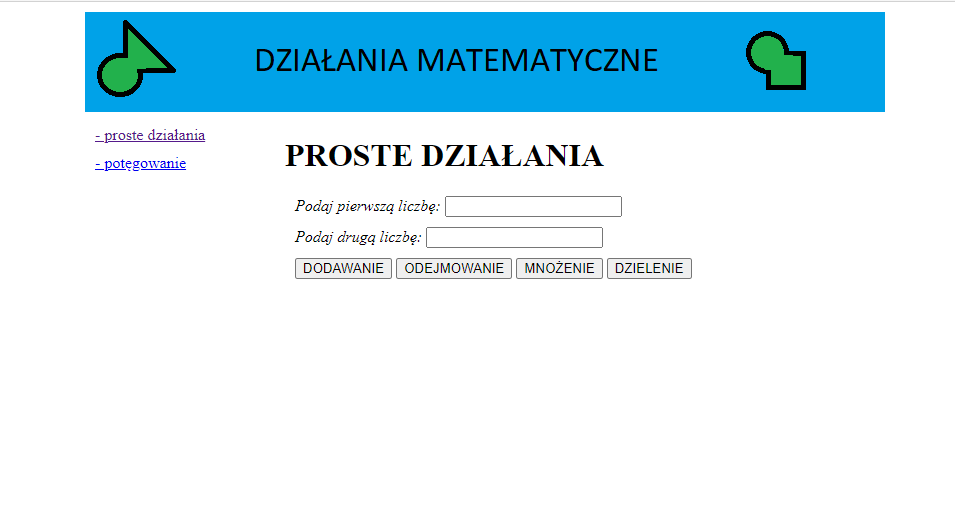 DZIAŁANIA MATEMATYCZNE
- proste działania
- potęgowanie
PROSTE DZIAŁANIA
Podaj pierwszą liczbę:
Podaj drugą liczbę:
DODAWANIE ODEJMOWANIE MNOŻENIE DZIELENIE